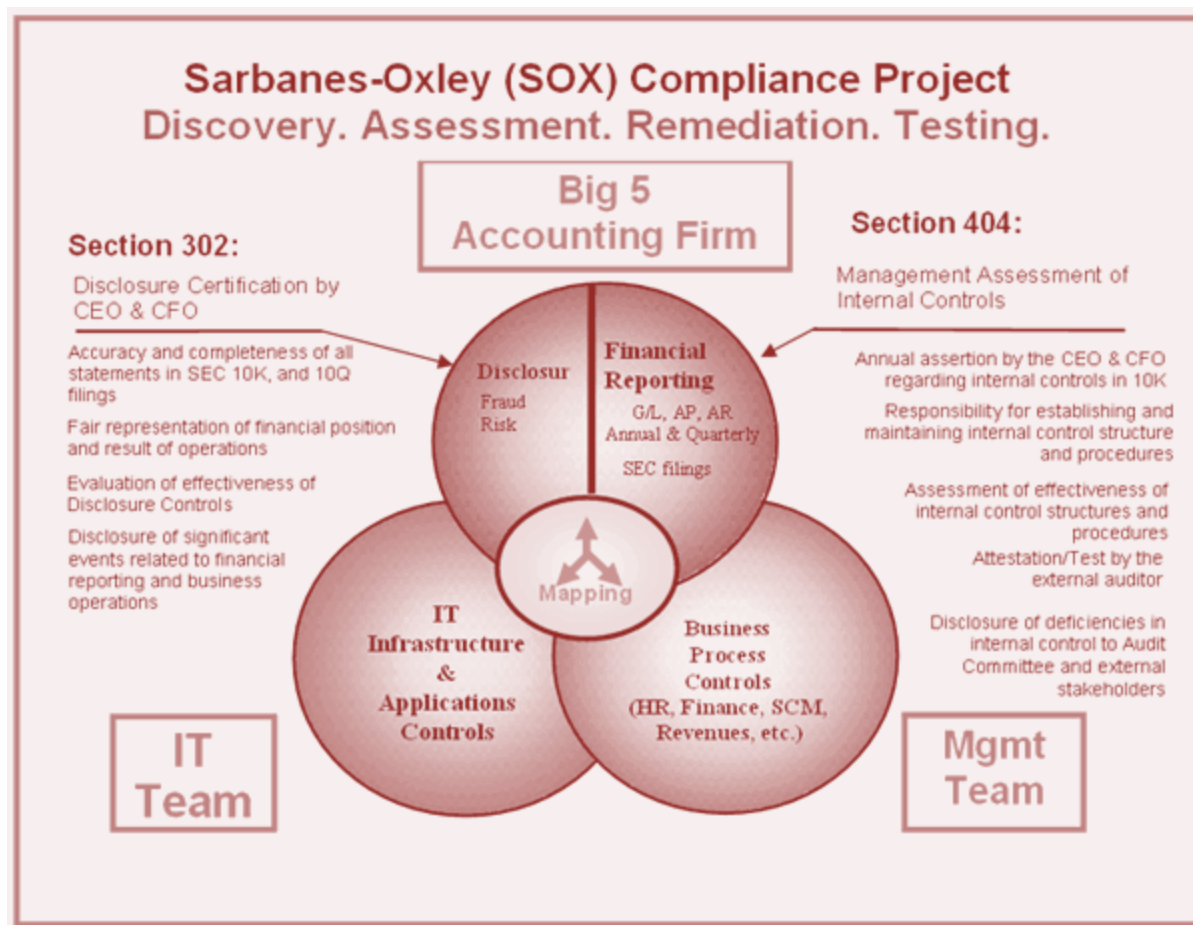 Sarbanes-Oxley (SOX) Compliance Project
Discovery. Assessment. Remediation. Testing.
Big 5
Accounting Firm
Section 302:
Disclosure Certification by
CEO & CFO
Accuracy and completeness of all
statements in SEC 10K, and 10Q
filings
Fair representation of financial position
and result of operations
Evaluation of effectiveness of
Disclosure Controls
Disclosure of significant
events related to financial
reporting and business
operations
Section 404:
Management Assessment of
Internal Controls
Annual assertion by the CEO & CFO
regarding internal controls in 10K
Responsibility for establishing and
maintaining internal control structure
and procedures
Assessment of effectiveness of
internal control structures and
procedures
Attestation/Test by the
external auditor
Disclosure of deficiencies in
internal control to Audit
Committee and external
stakeholders
Disclosur
Fraud
Risk
Financial
Reporting
G/L, AP, AR
Annual & Quarterly
SEC filings
Mapping
IT
Infrastructure
&
Applications
Controls
Business
Process
Controls
(HR, Finance, SCM,
Revenues, etc.)
IT
Team
Mgmt
Team